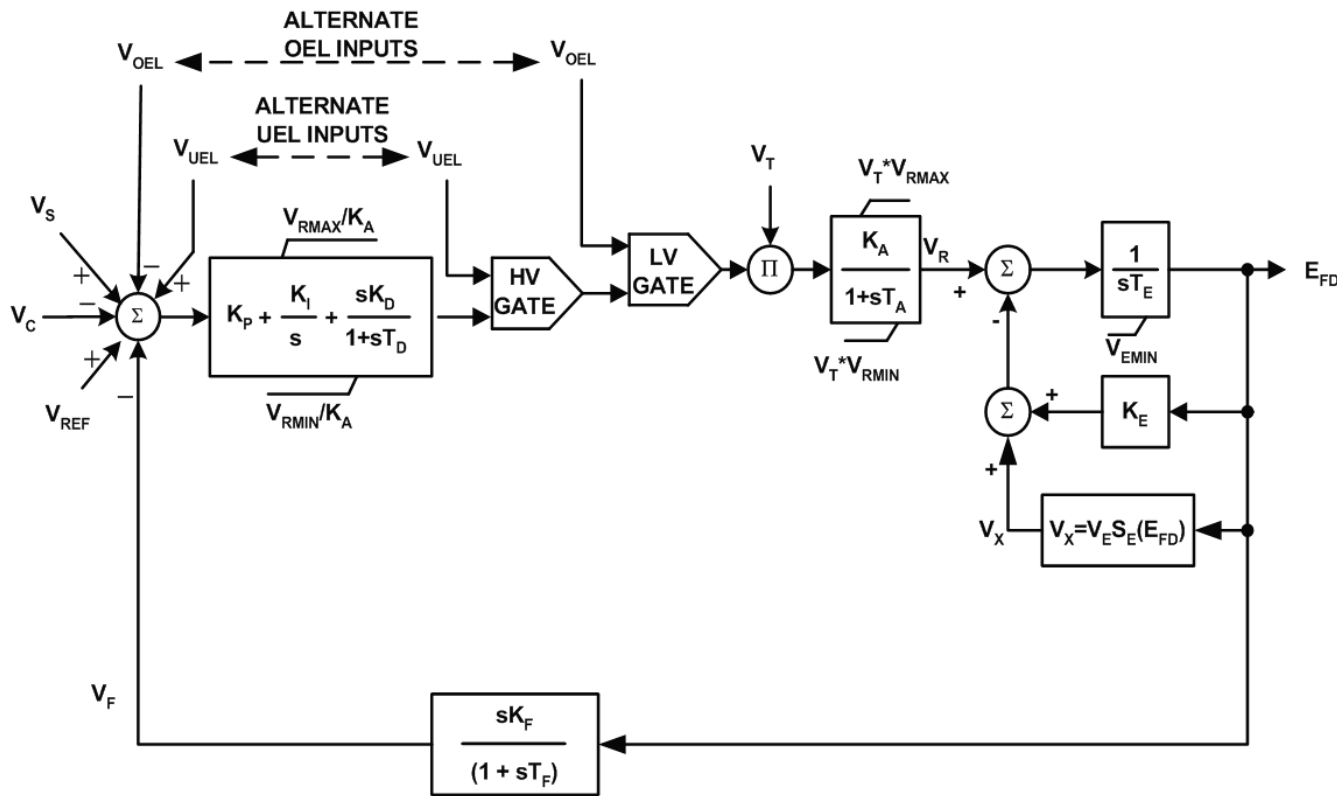 ALTERNATE
OEL INPUTS
V_OEL
V_OEL
ALTERNATE
UEL INPUTS
V_UEL
V_UEL
V_T
V_T*V_RMAX
V_S
V_RMAX/K_A
HV
GATE
LV
GATE
Π
K_A
1+sT_A
V_R
Σ
1
sT_E
E_FD
+
−
+
−
+
+
−
V_C
Σ
K_P + K_I/s + sK_D/1+sT_D
+
-
V_EMIN
V_T*V_RMIN
V_REF
V_RMIN/K_A
Σ
+
K_E
+
V_X
V_X=V_E S_E(E_FD)
V_F
sK_F
(1 + sT_F)